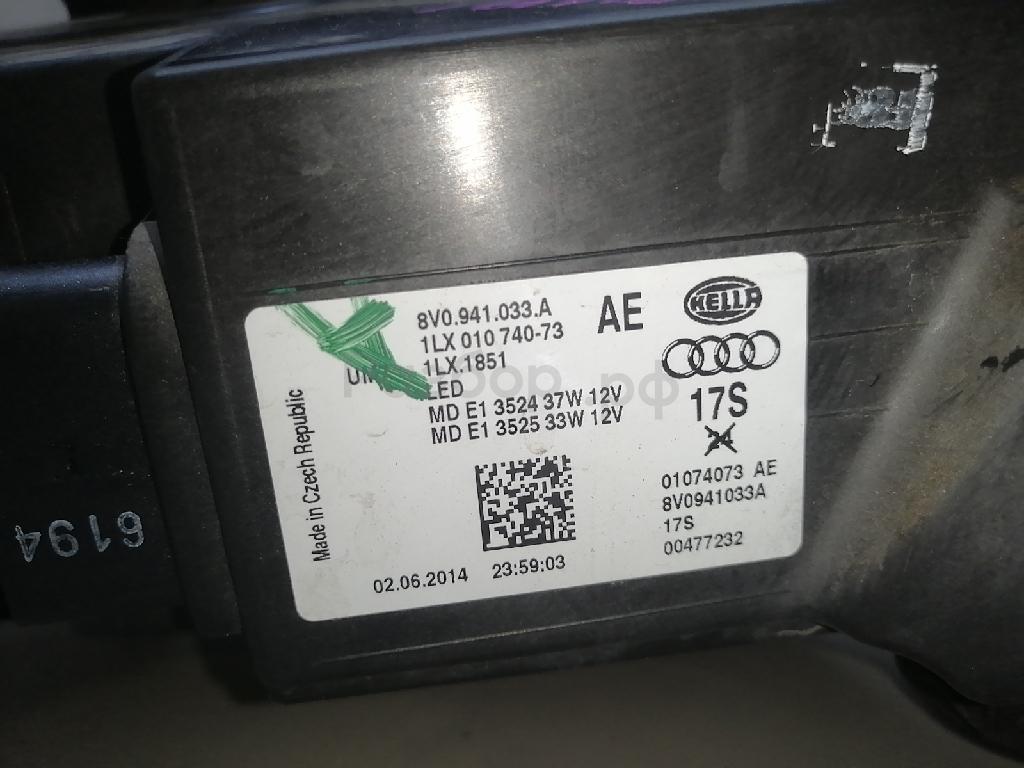 8V0.941.033.A
AE
HELLA
1LX 010 740-73
1LX.1851
LED
MD E1 3524 37W 12V
MD E1 3525 33W 12V
17S
24
Made in Czech Republic
01074073 AE
8V0941033A
17S
00477232
02.06.2014 23:59:03
6194